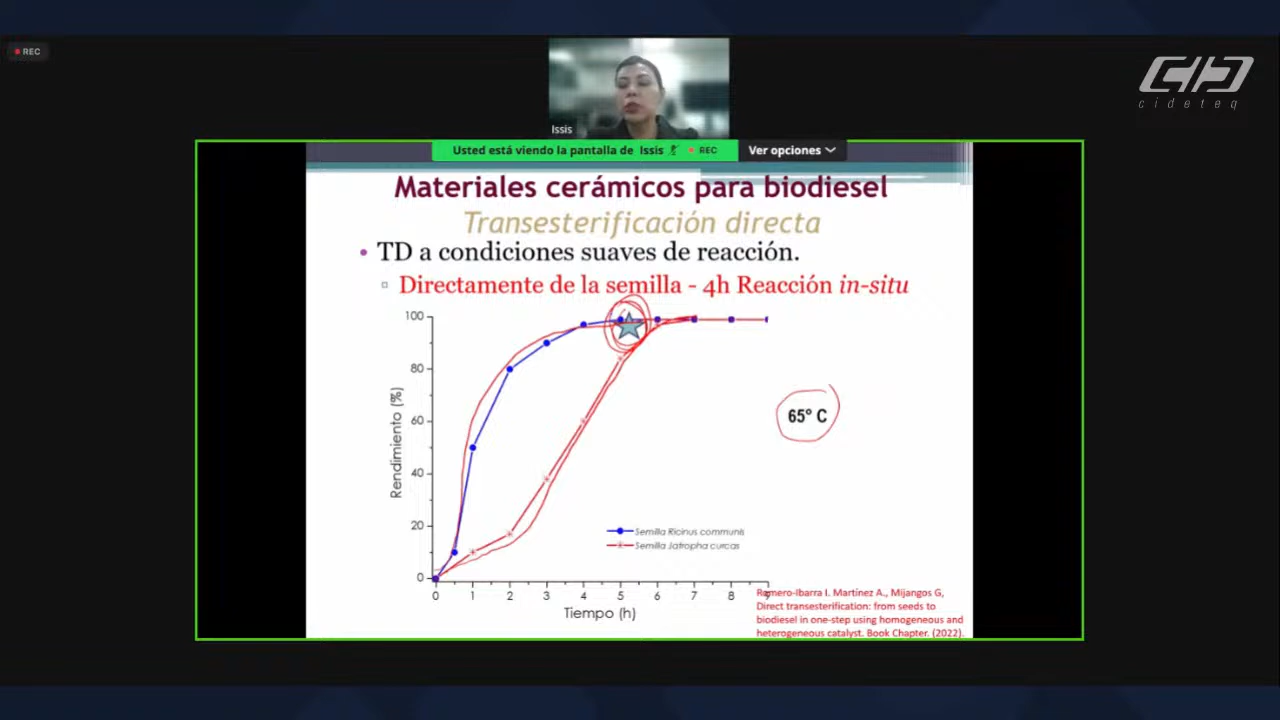 REC
cideteq
Issis
Usted está viendo la pantalla de Issis REC
Ver opciones
Materiales cerámicos para biodiesel
Transesterificación directa
TD a condiciones suaves de reacción.
Directamente de la semilla - 4h Reacción in-situ
100
80
60
40
20
0
Rendimiento (%)
65° C
Semilla Ricinus communis
Semilla Jatropha curcas
0 1 2 3 4 5 6 7 8 9
Tiempo (h)
Romero-Ibarra I. Martínez A., Mijangos G,
Direct transesterification: from seeds to
biodiesel in one-step using homogeneous and
heterogeneous catalyst. Book Chapter. (2022).